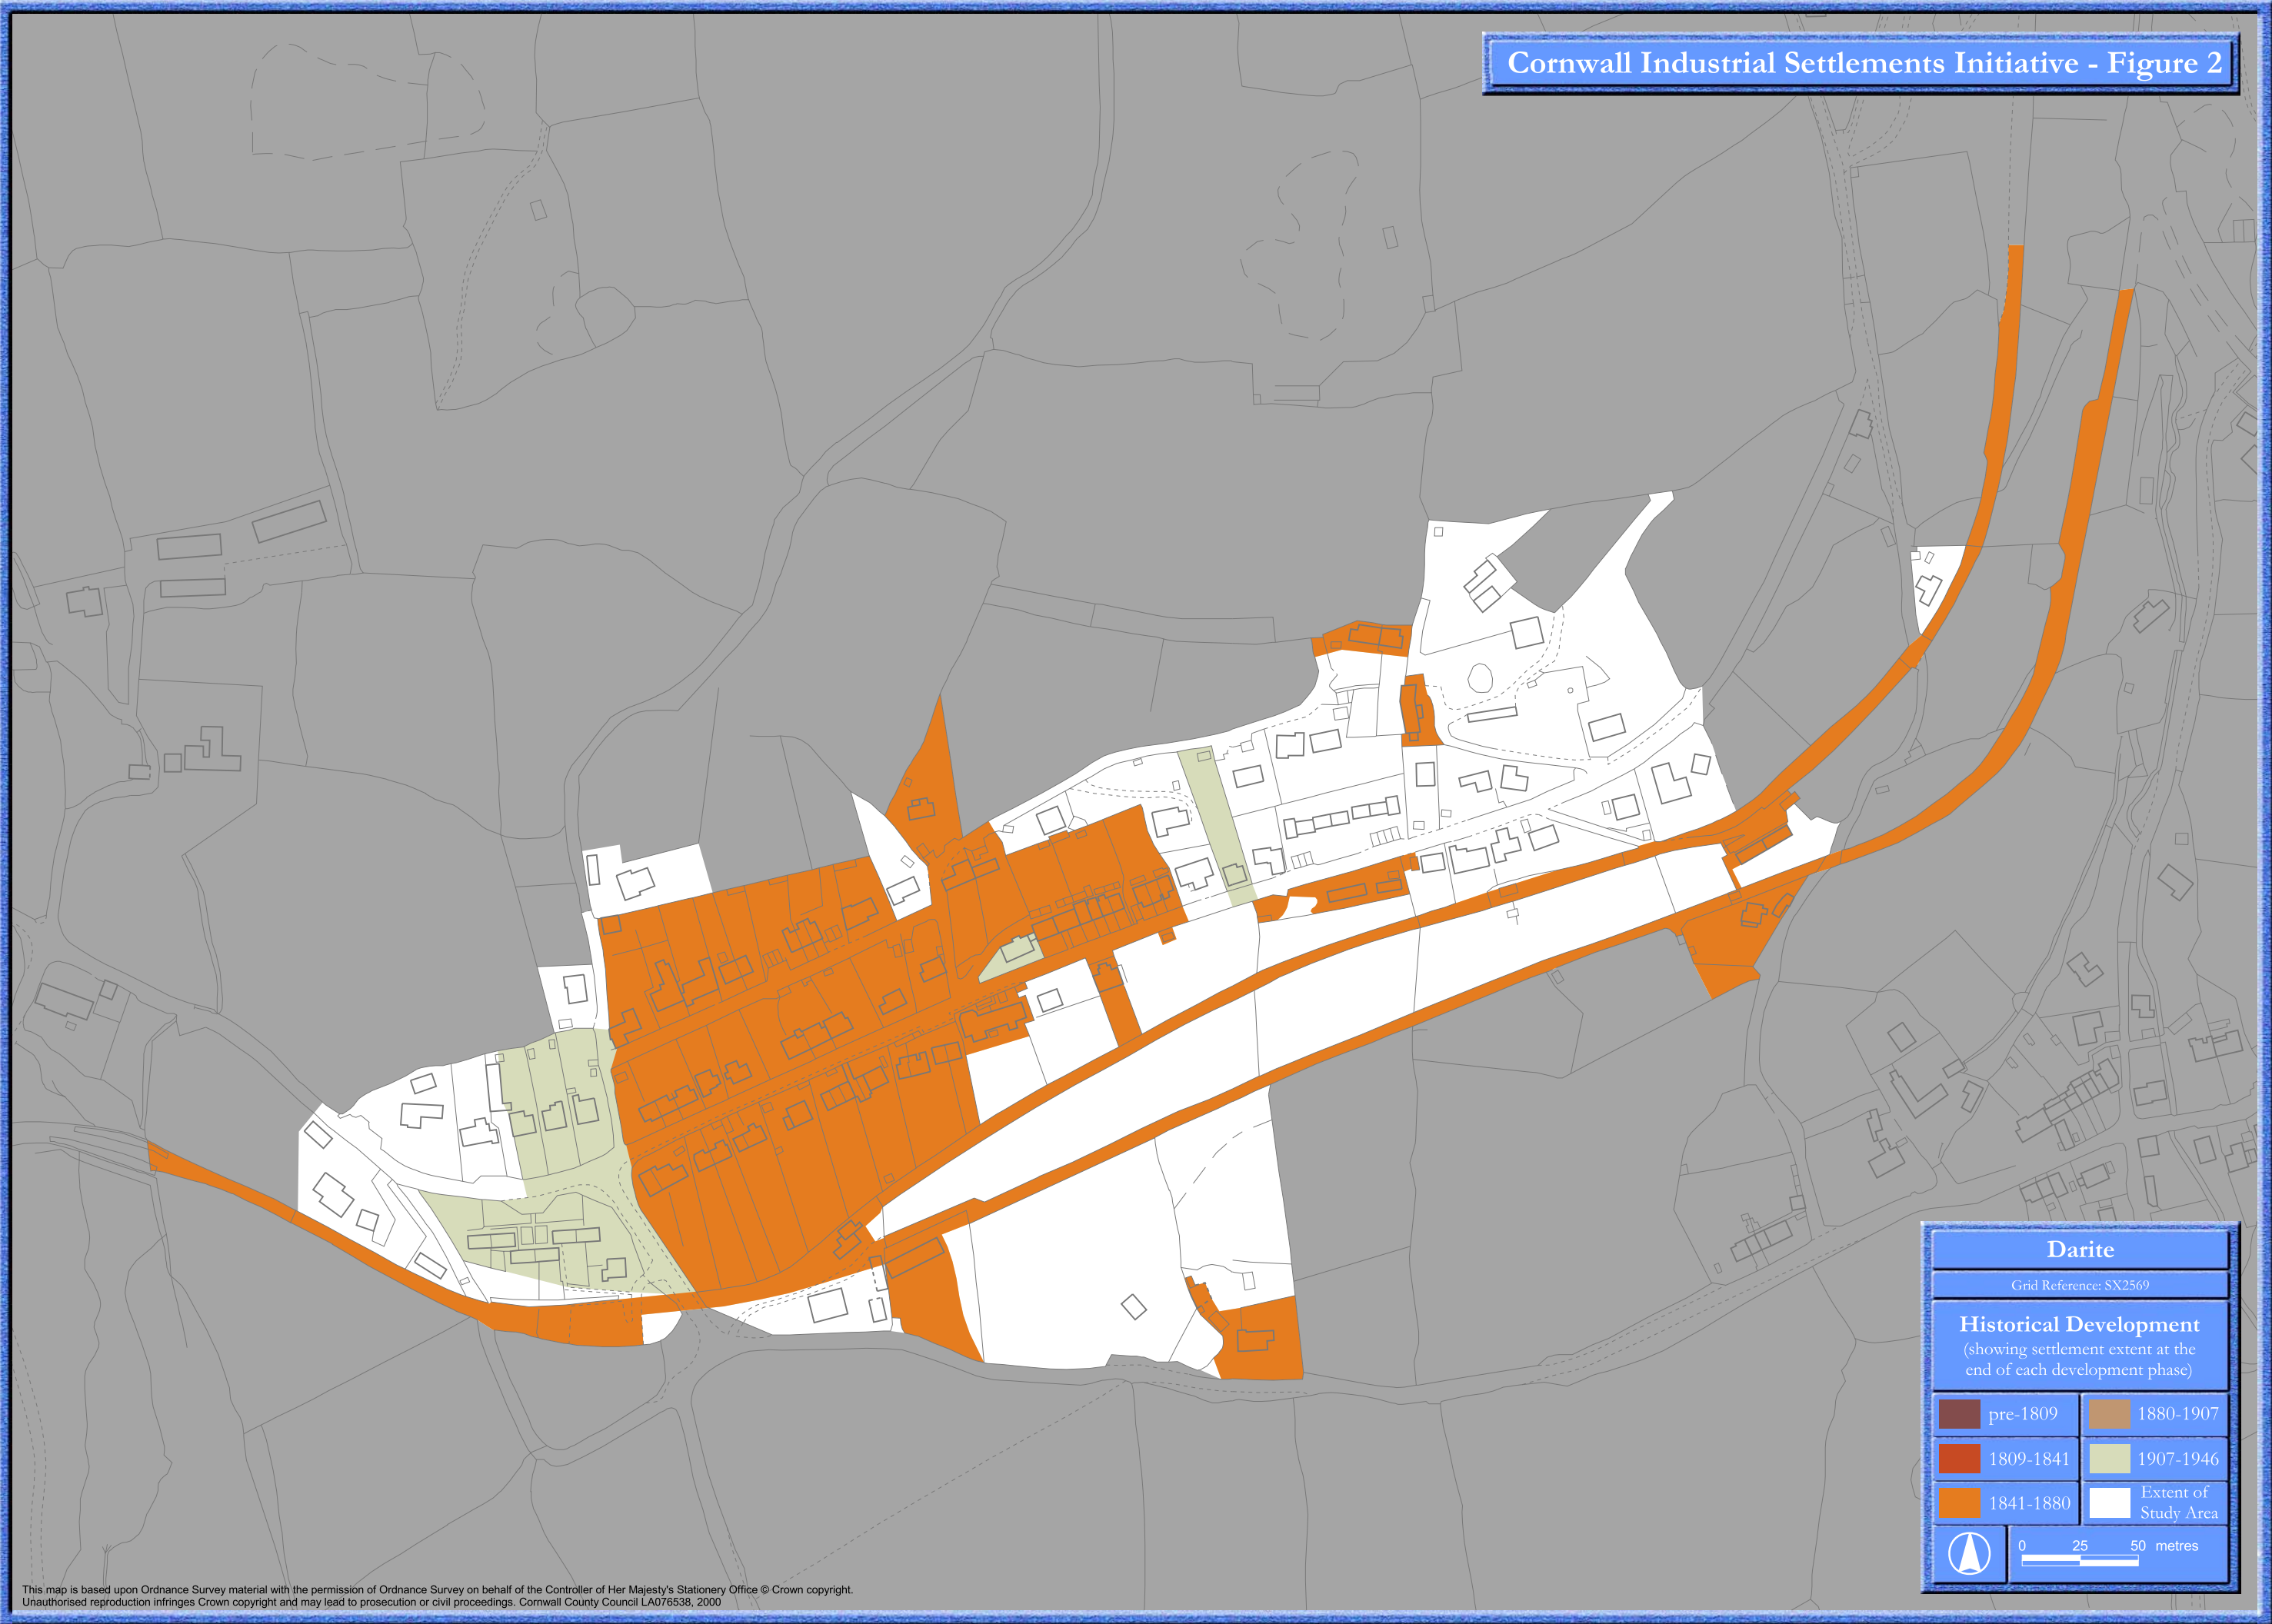 Cornwall Industrial Settlements Initiative - Figure 2
Darite
Grid Reference: SX2569
Historical Development
(showing settlement extent at the
end of each development phase)
pre-1809
1880-1907
1809-1841
1907-1946
1841-1880
Extent of
Study Area
0 25 50 metres
This map is based upon Ordnance Survey material with the permission of Ordnance Survey on behalf of the Controller of Her Majesty's Stationery Office © Crown copyright.
Unauthorised reproduction infringes Crown copyright and may lead to prosecution or civil proceedings. Cornwall County Council LA076538, 2000